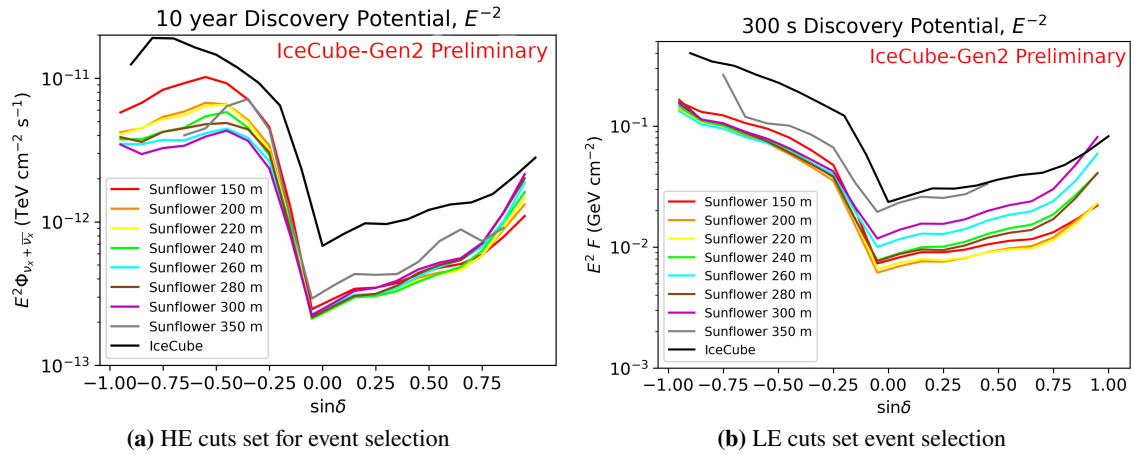 10 year Discovery Potential, E⁻²
IceCube-Gen2 Preliminary
E²Φνₓ + ν̄ₓ (TeV cm⁻² s⁻¹)
10⁻¹¹
10⁻¹²
10⁻¹³
Sunflower 150 m
Sunflower 200 m
Sunflower 220 m
Sunflower 240 m
Sunflower 260 m
Sunflower 280 m
Sunflower 300 m
Sunflower 350 m
IceCube
−1.00 −0.75 −0.50 −0.25 0.00 0.25 0.50 0.75
sinδ
(a) HE cuts set for event selection
300 s Discovery Potential, E⁻²
IceCube-Gen2 Preliminary
E² F (GeV cm⁻²)
10⁻¹
10⁻²
10⁻³
Sunflower 150 m
Sunflower 200 m
Sunflower 220 m
Sunflower 240 m
Sunflower 260 m
Sunflower 280 m
Sunflower 300 m
Sunflower 350 m
IceCube
−1.00 −0.75 −0.50 −0.25 0.00 0.25 0.50 0.75 1.00
sinδ
(b) LE cuts set event selection